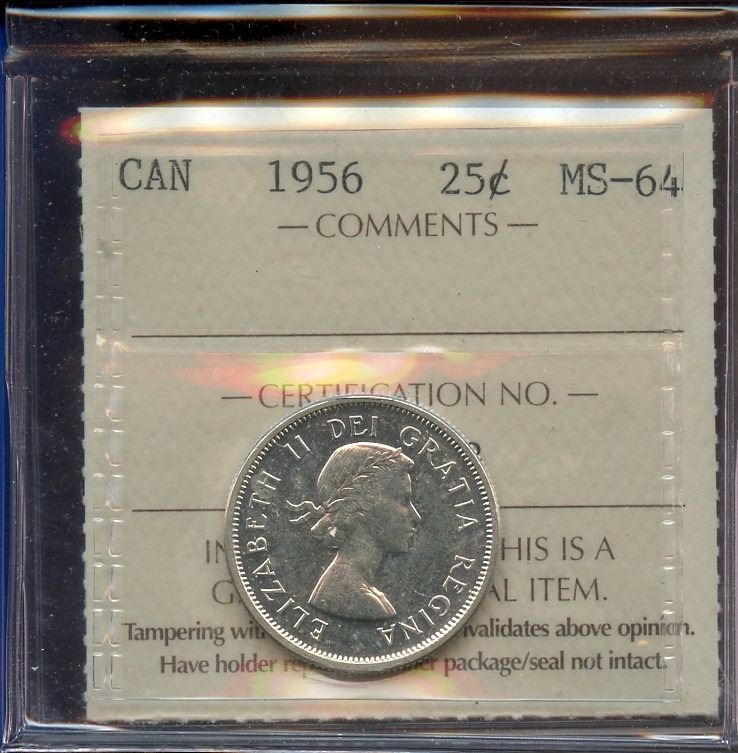 CAN 1956 25¢ MS-64
— COMMENTS —
— CERTIFICATION NO. —
ELIZABETH II DEI GRATIA REGINA
HIS IS A
ITEM.
Tampering above opinion.
Have holder package/seal not intact.